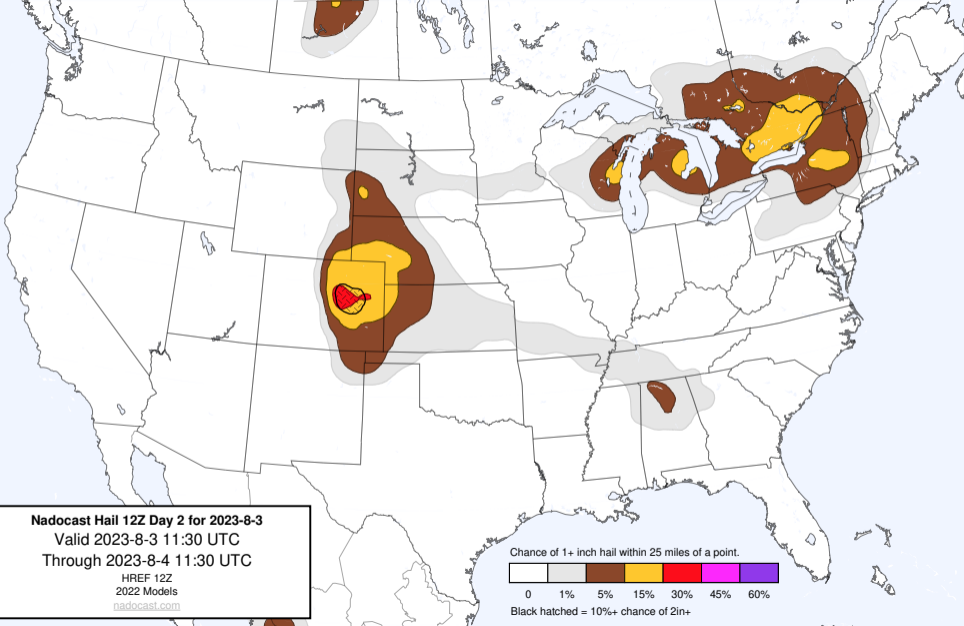 Nadocast Hail 12Z Day 2 for 2023-8-3
Valid 2023-8-3 11:30 UTC
Through 2023-8-4 11:30 UTC
HREF 12Z
2022 Models
nadocast.com
Chance of 1+ inch hail within 25 miles of a point.
0 1% 5% 15% 30% 45% 60%
Black hatched = 10%+ chance of 2in+